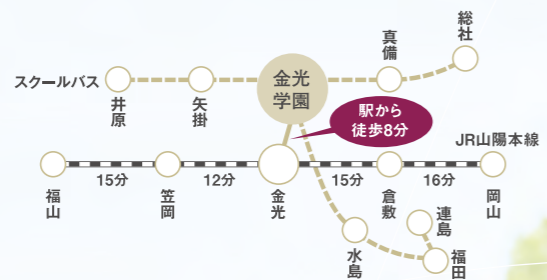 総社
真備
スクールバス
井原
矢掛
金光
学園
駅から
徒歩8分
JR山陽本線
15分
12分
15分
16分
福山
笠岡
金光
倉敷
岡山
連島
水島
福田